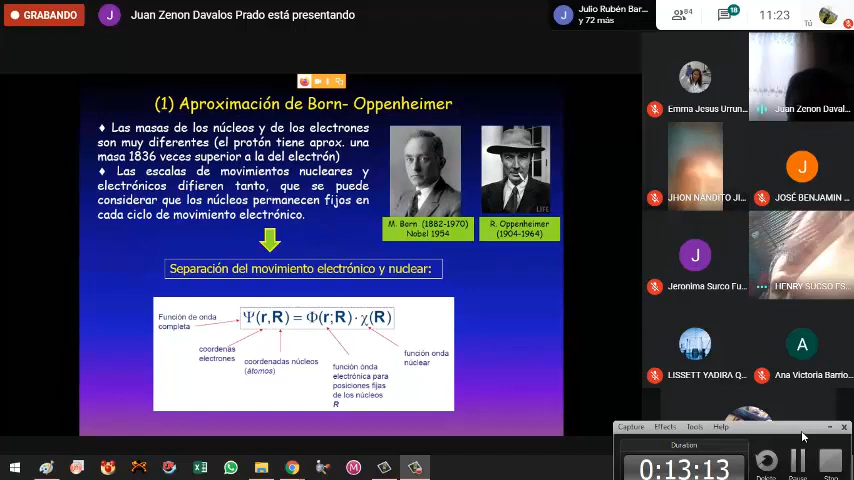 GRABANDO
J
Juan Zenon Davalos Prado está presentando
J
Julio Rubén Bar...
y 72 más
84
18
11:23
Tú
(1) Aproximación de Born- Oppenheimer
♦ Las masas de los núcleos y de los electrones
son muy diferentes (el protón tiene aprox. una
masa 1836 veces superior a la del electrón)
♦ Las escalas de movimientos nucleares y
electrónicos difieren tanto, que se puede
considerar que los núcleos permanecen fijos en
cada ciclo de movimiento electrónico.
LIFE
M. Born (1882-1970)
Nobel 1954
R. Oppenheimer
(1904-1964)
Separación del movimiento electrónico y nuclear:
Función de onda
completa
Ψ(r,R) = Φ(r;R)· χ(R)
coordenas
electrones
coordenadas núcleos
(átomos)
función onda
electrónica para
posiciones fijas
de los núcleos
R
función onda
núclear
Emma Jesus Urrun...
Juan Zenon Daval...
JHON NANDITO JI...
J
JOSÉ BENJAMIN ...
J
Jeronima Surco Fu...
HENRY SUCSO ES...
LISSETT YADIRA Q...
A
Ana Victoria Barrio...
Capture Effects Tools Help
Duration
0:13:13
Delete
Pause
Stop